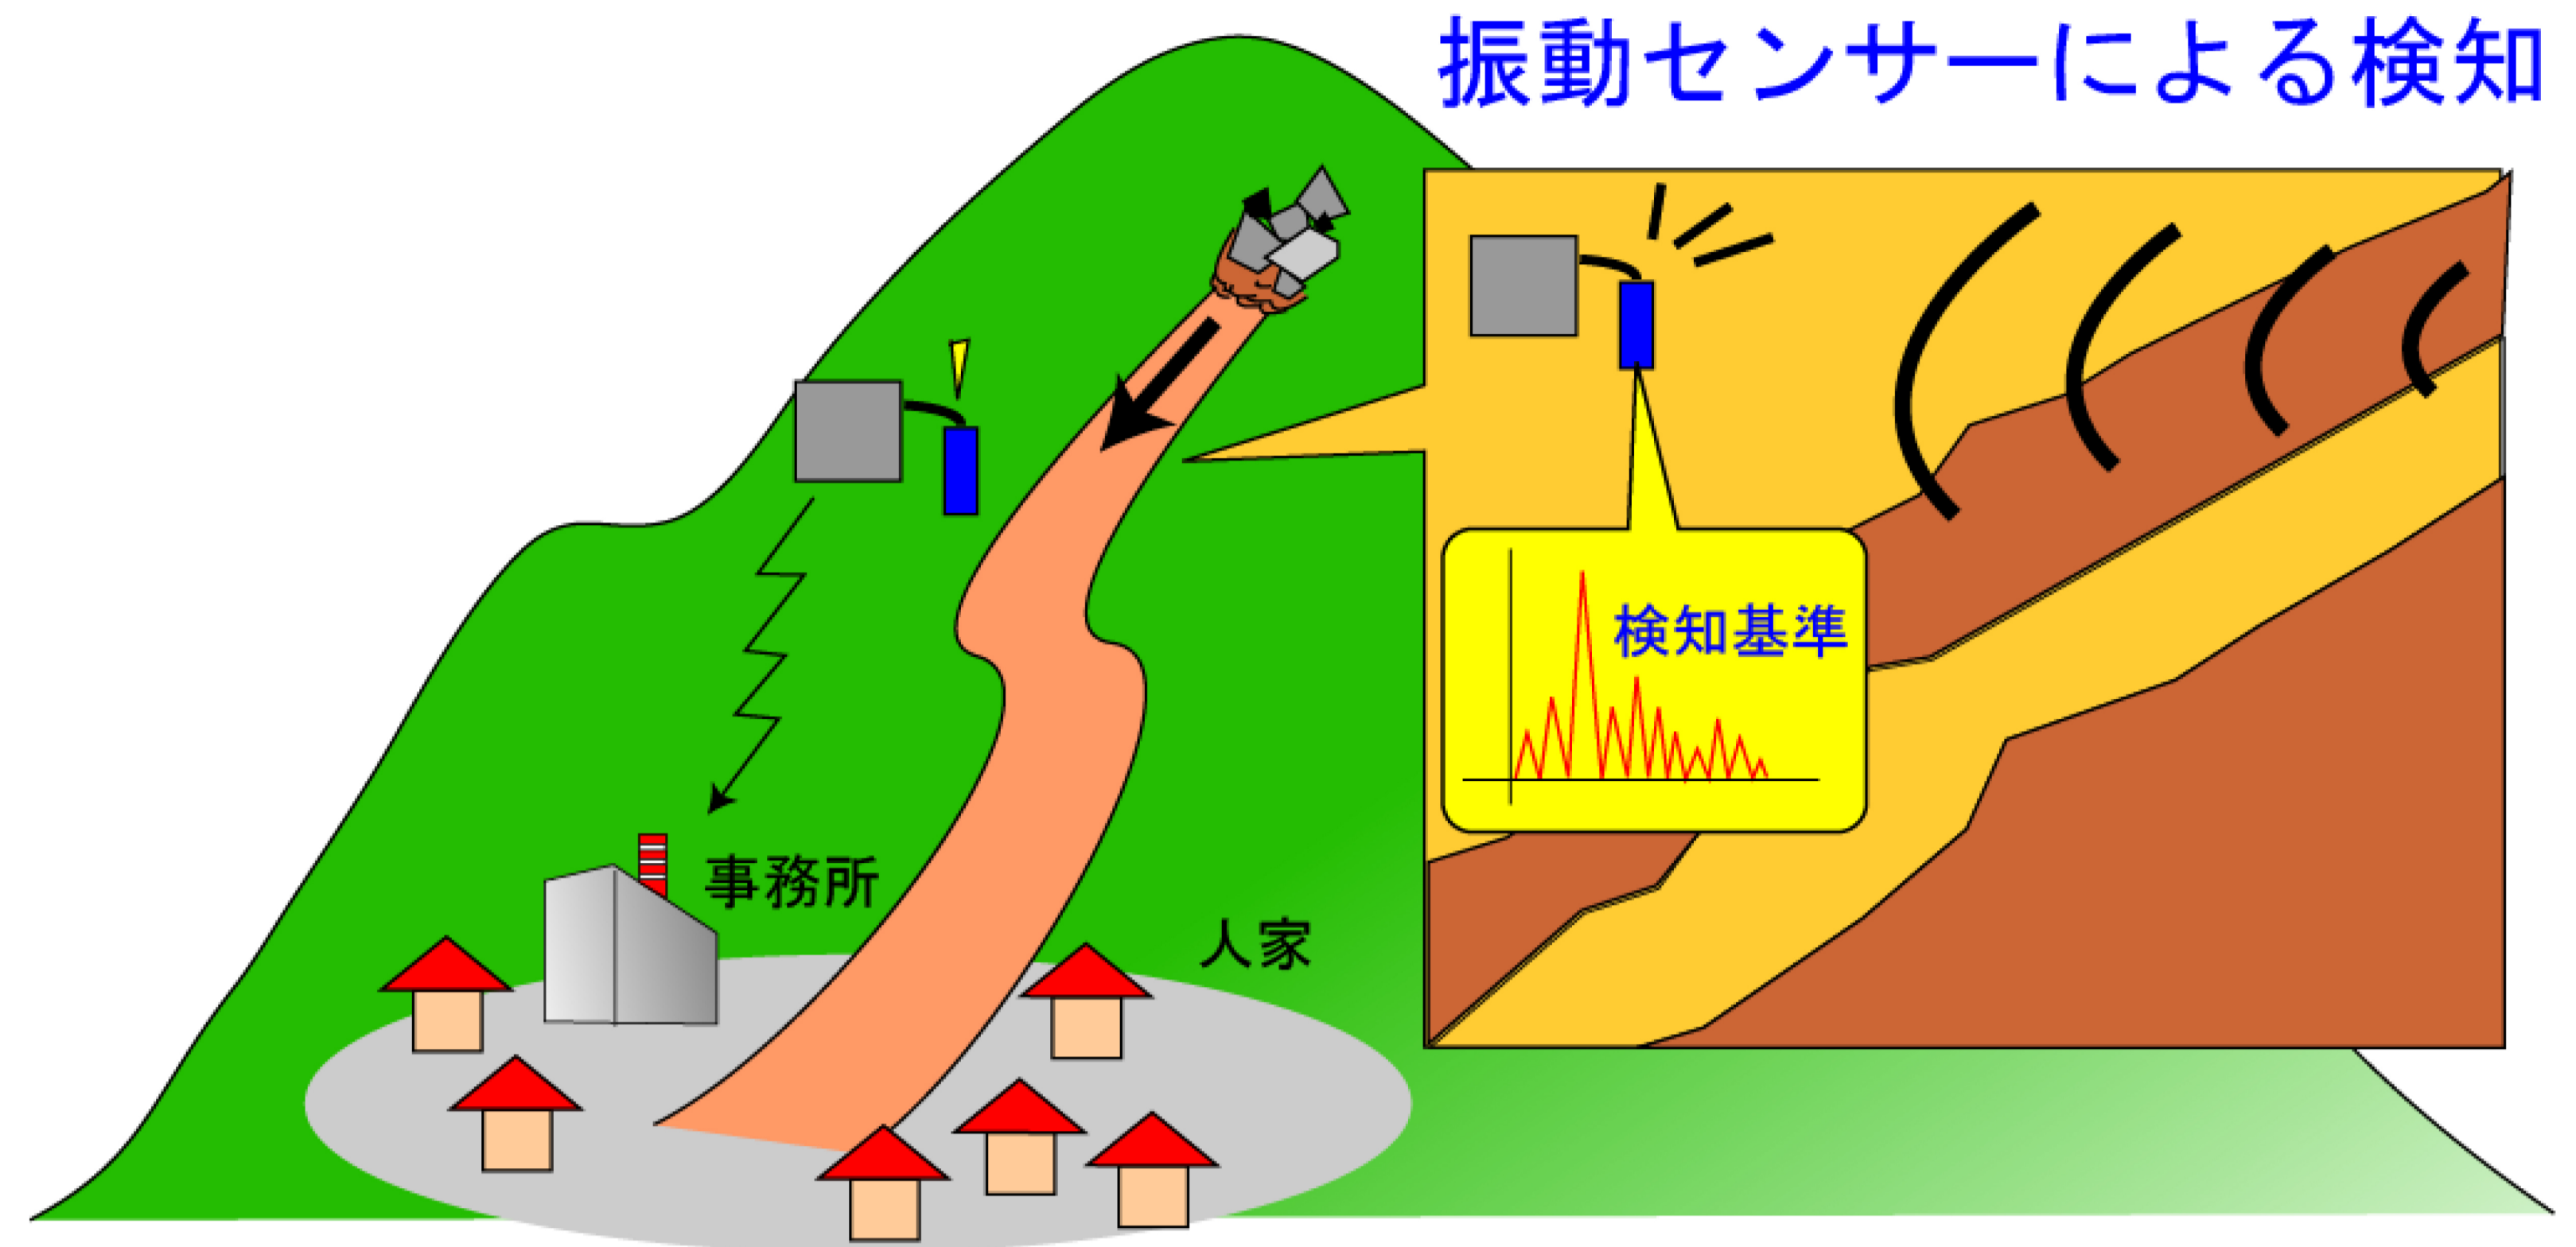 振動センサーによる検知
検知基準
事務所
人家